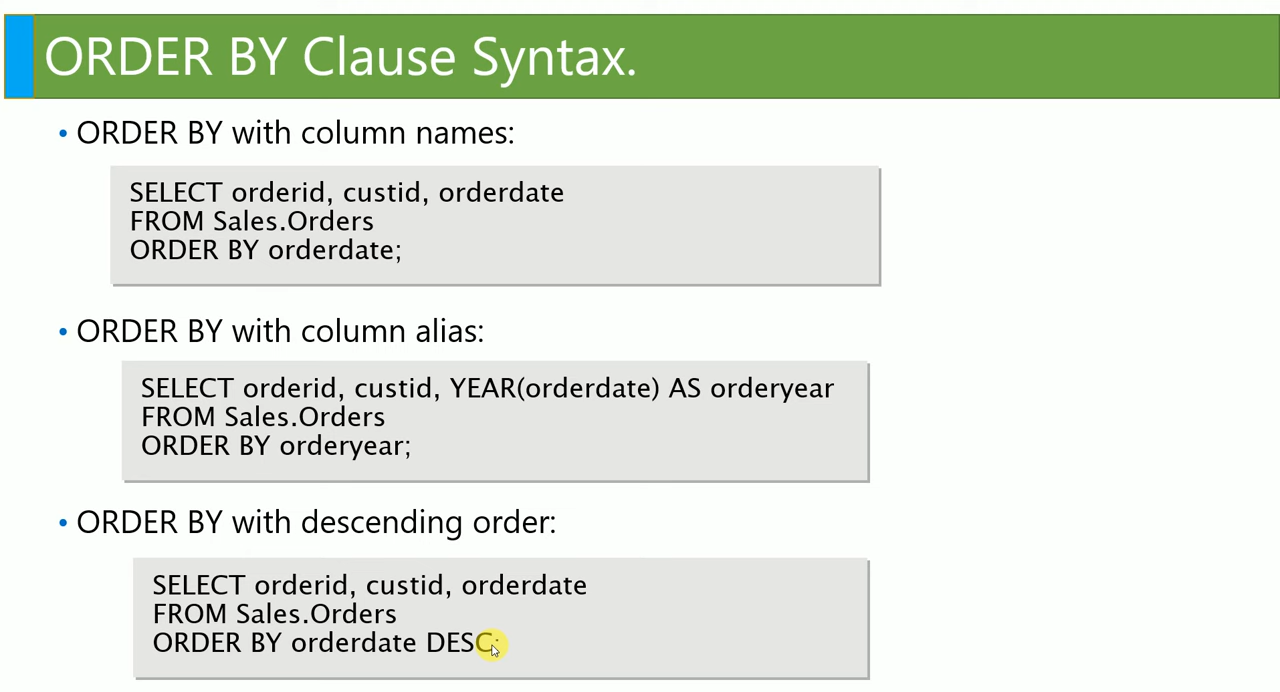 ORDER BY Clause Syntax.
• ORDER BY with column names:
SELECT orderid, custid, orderdate
FROM Sales.Orders
ORDER BY orderdate;
• ORDER BY with column alias:
SELECT orderid, custid, YEAR(orderdate) AS orderyear
FROM Sales.Orders
ORDER BY orderyear;
• ORDER BY with descending order:
SELECT orderid, custid, orderdate
FROM Sales.Orders
ORDER BY orderdate DESC;